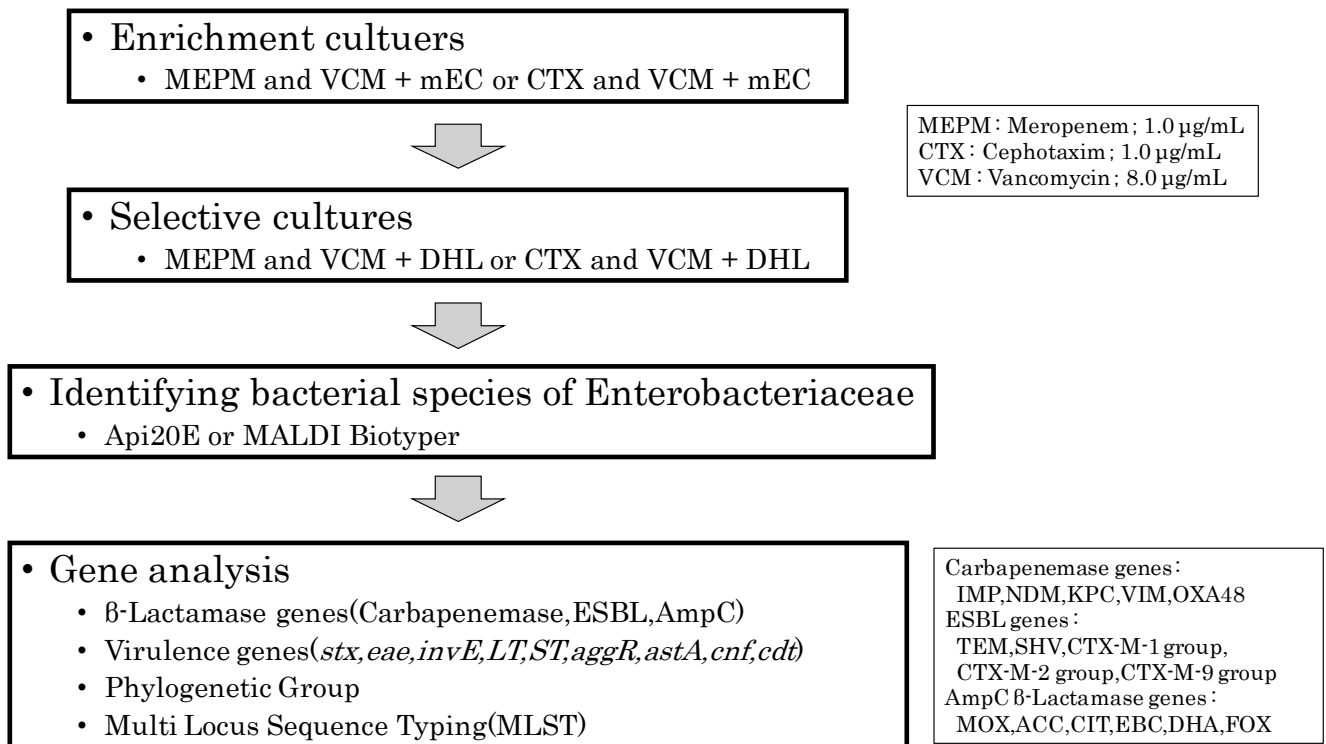 • Enrichment cultuers
• MEPM and VCM + mEC or CTX and VCM + mEC
MEPM : Meropenem ; 1.0 µg/mL
CTX : Cephotaxim ; 1.0 µg/mL
VCM : Vancomycin ; 8.0 µg/mL
• Selective cultures
• MEPM and VCM + DHL or CTX and VCM + DHL
• Identifying bacterial species of Enterobacteriaceae
• Api20E or MALDI Biotyper
• Gene analysis
• β-Lactamase genes(Carbapenemase,ESBL,AmpC)
• Virulence genes(stx,eae,invE,LT,ST,aggR,astA,cnf,cdt)
• Phylogenetic Group
• Multi Locus Sequence Typing(MLST)
Carbapenemase genes :
IMP,NDM,KPC,VIM,OXA48
ESBL genes :
TEM,SHV,CTX-M-1 group,
CTX-M-2 group,CTX-M-9 group
AmpC β-Lactamase genes :
MOX,ACC,CIT,EBC,DHA,FOX